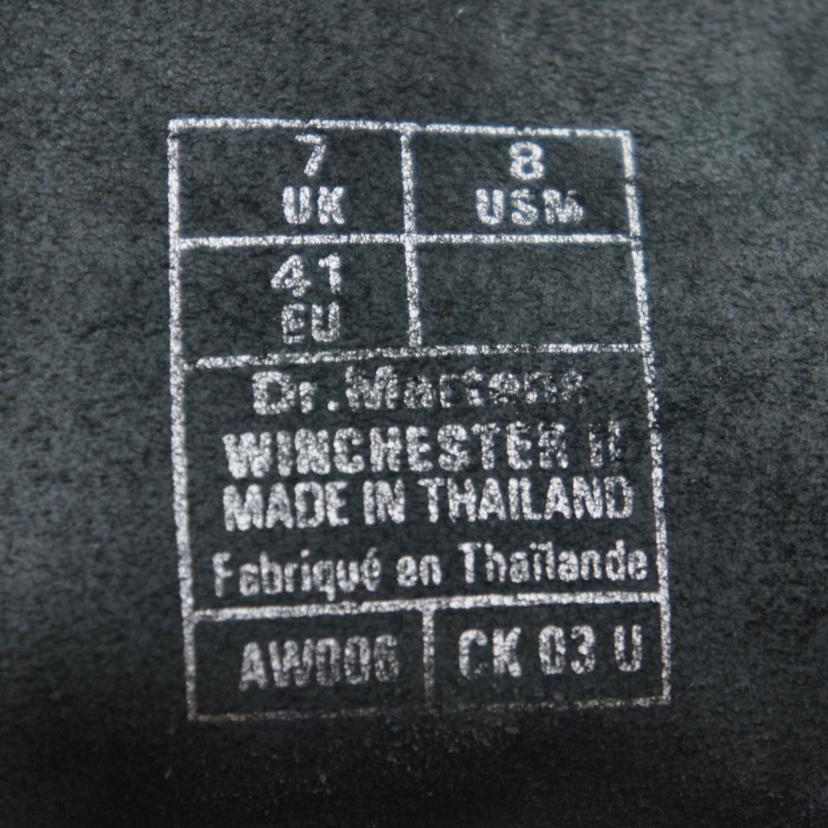 7 8
UK USM
41
EU
Dr.Martens
WINCHESTER II
MADE IN THAILAND
Fabriqué en Thaïlande
AW006 CK 03 U